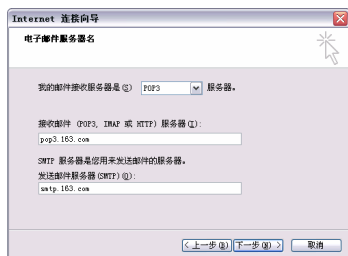 Internet 连接向导
电子邮件服务器名
我的邮件接收服务器是(S) POP3 服务器。
接收邮件 (POP3, IMAP 或 HTTP) 服务器(I):
pop3.163.com
SMTP 服务器是您用来发送邮件的服务器。
发送邮件服务器(SMTP)(O):
smtp.163.com
<上一步(B) 下一步(N)> 取消